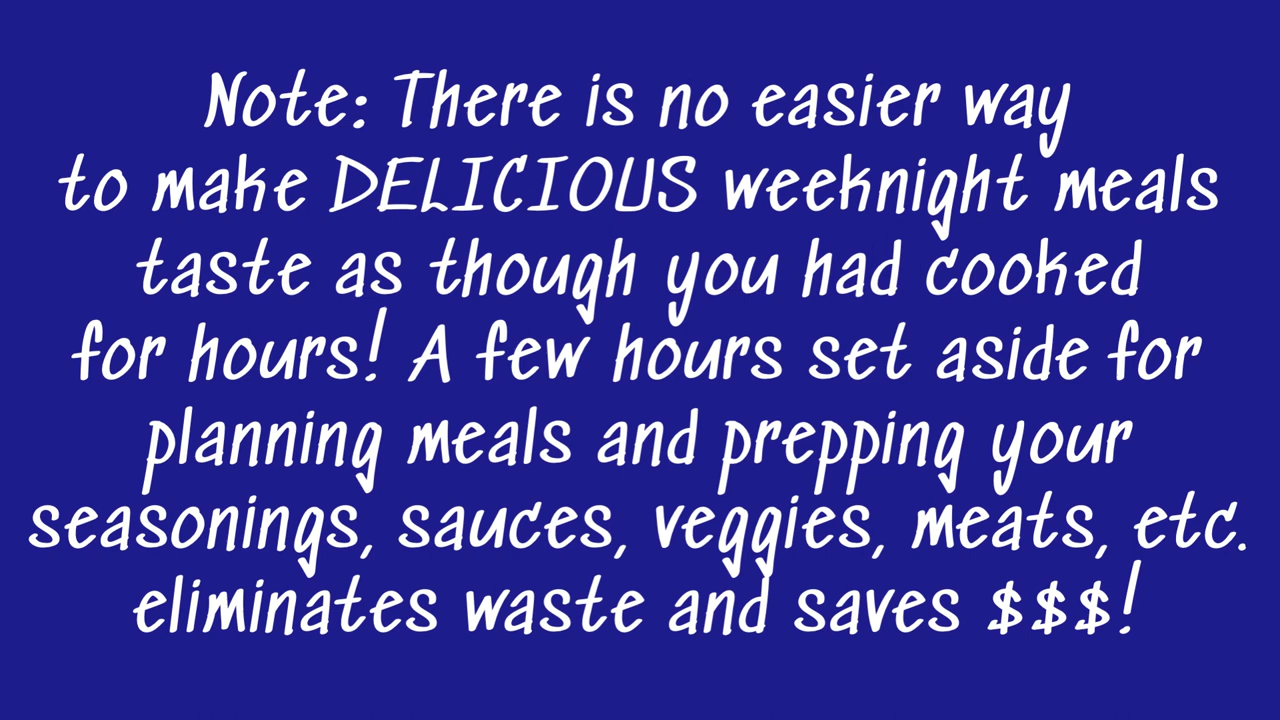 Note: There is no easier way
to make DELICIOUS weeknight meals
taste as though you had cooked
for hours! A few hours set aside for
planning meals and prepping your
seasonings, sauces, veggies, meats, etc.
eliminates waste and saves $$$!